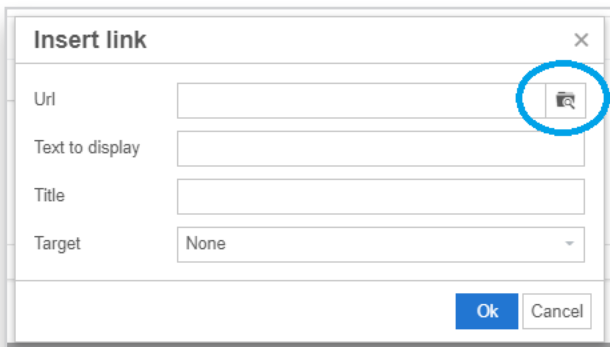 Insert link
Url
Text to display
Title
Target None
Ok Cancel